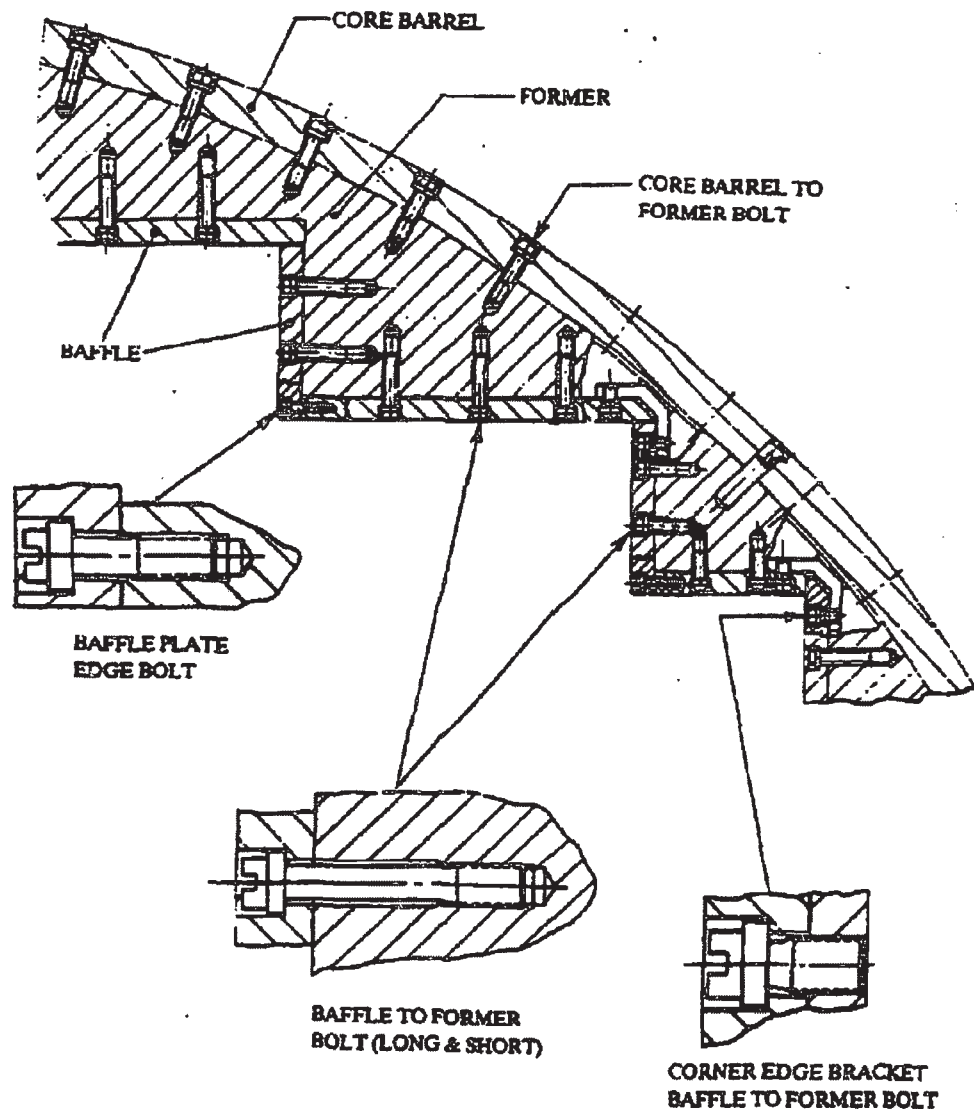 CORE BARREL
FORMER
CORE BARREL TO
FORMER BOLT
BAFFLE
BAFFLE PLATE
EDGE BOLT
BAFFLE TO FORMER
BOLT (LONG & SHORT)
CORNER EDGE BRACKET
BAFFLE TO FORMER BOLT